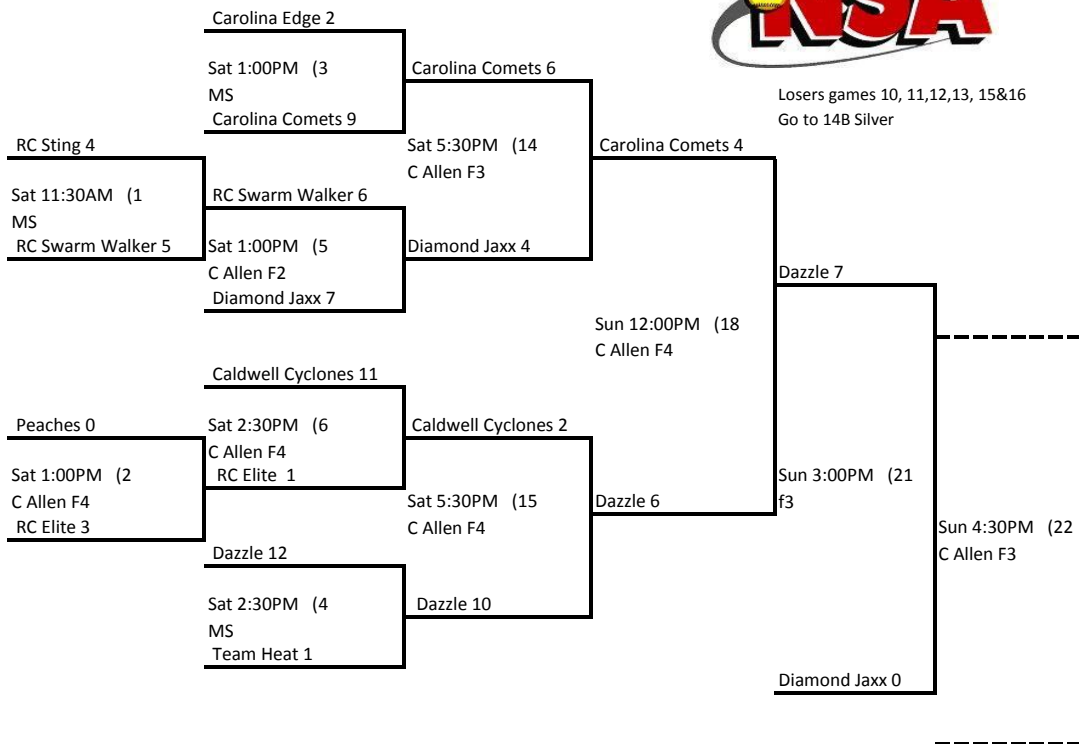 Carolina Edge 2
NSA
Sat 1:00PM (3
MS
Carolina Comets 6
Carolina Comets 9
Losers games 10, 11,12,13, 15&16
Go to 14B Silver
RC Sting 4
Sat 5:30PM (14
C Allen F3
Carolina Comets 4
Sat 11:30AM (1
MS
RC Swarm Walker 6
RC Swarm Walker 5
Sat 1:00PM (5
C Allen F2
Diamond Jaxx 4
Diamond Jaxx 7
Dazzle 7
Sun 12:00PM (18
C Allen F4
Caldwell Cyclones 11
Peaches 0
Sat 2:30PM (6
C Allen F4
Caldwell Cyclones 2
Sat 1:00PM (2
C Allen F4
RC Elite 1
RC Elite 3
Sat 5:30PM (15
C Allen F4
Dazzle 6
Sun 3:00PM (21
f3
Sun 4:30PM (22
C Allen F3
Dazzle 12
Sat 2:30PM (4
MS
Dazzle 10
Team Heat 1
Diamond Jaxx 0